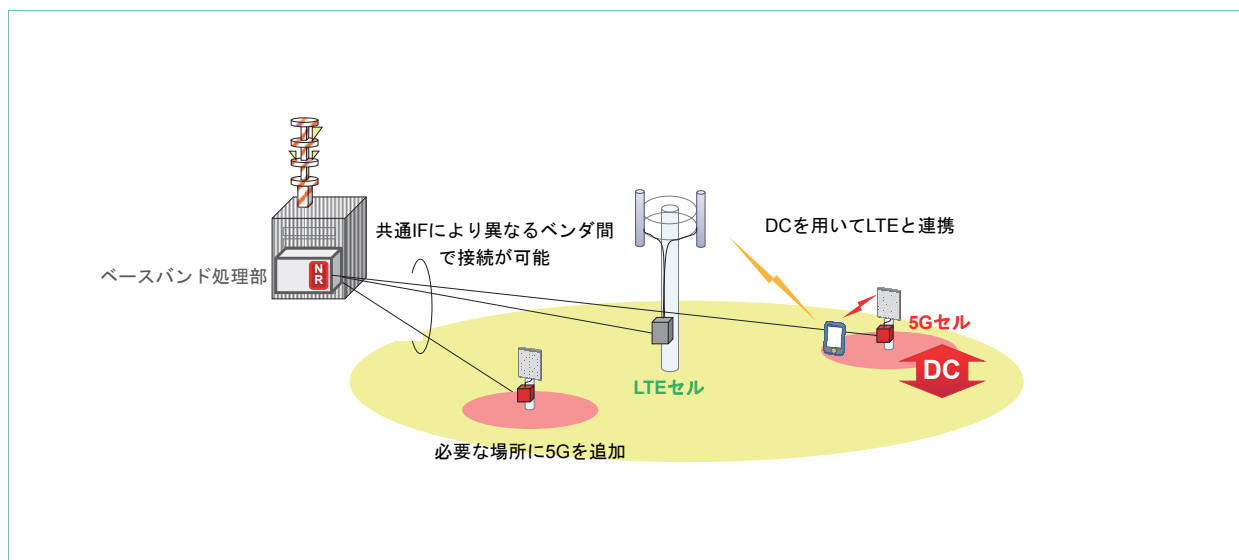 共通IFにより異なるベンダ間
で接続が可能
DCを用いてLTEと連携
ベースバンド処理部
NR
5Gセル
DC
LTEセル
必要な場所に5Gを追加